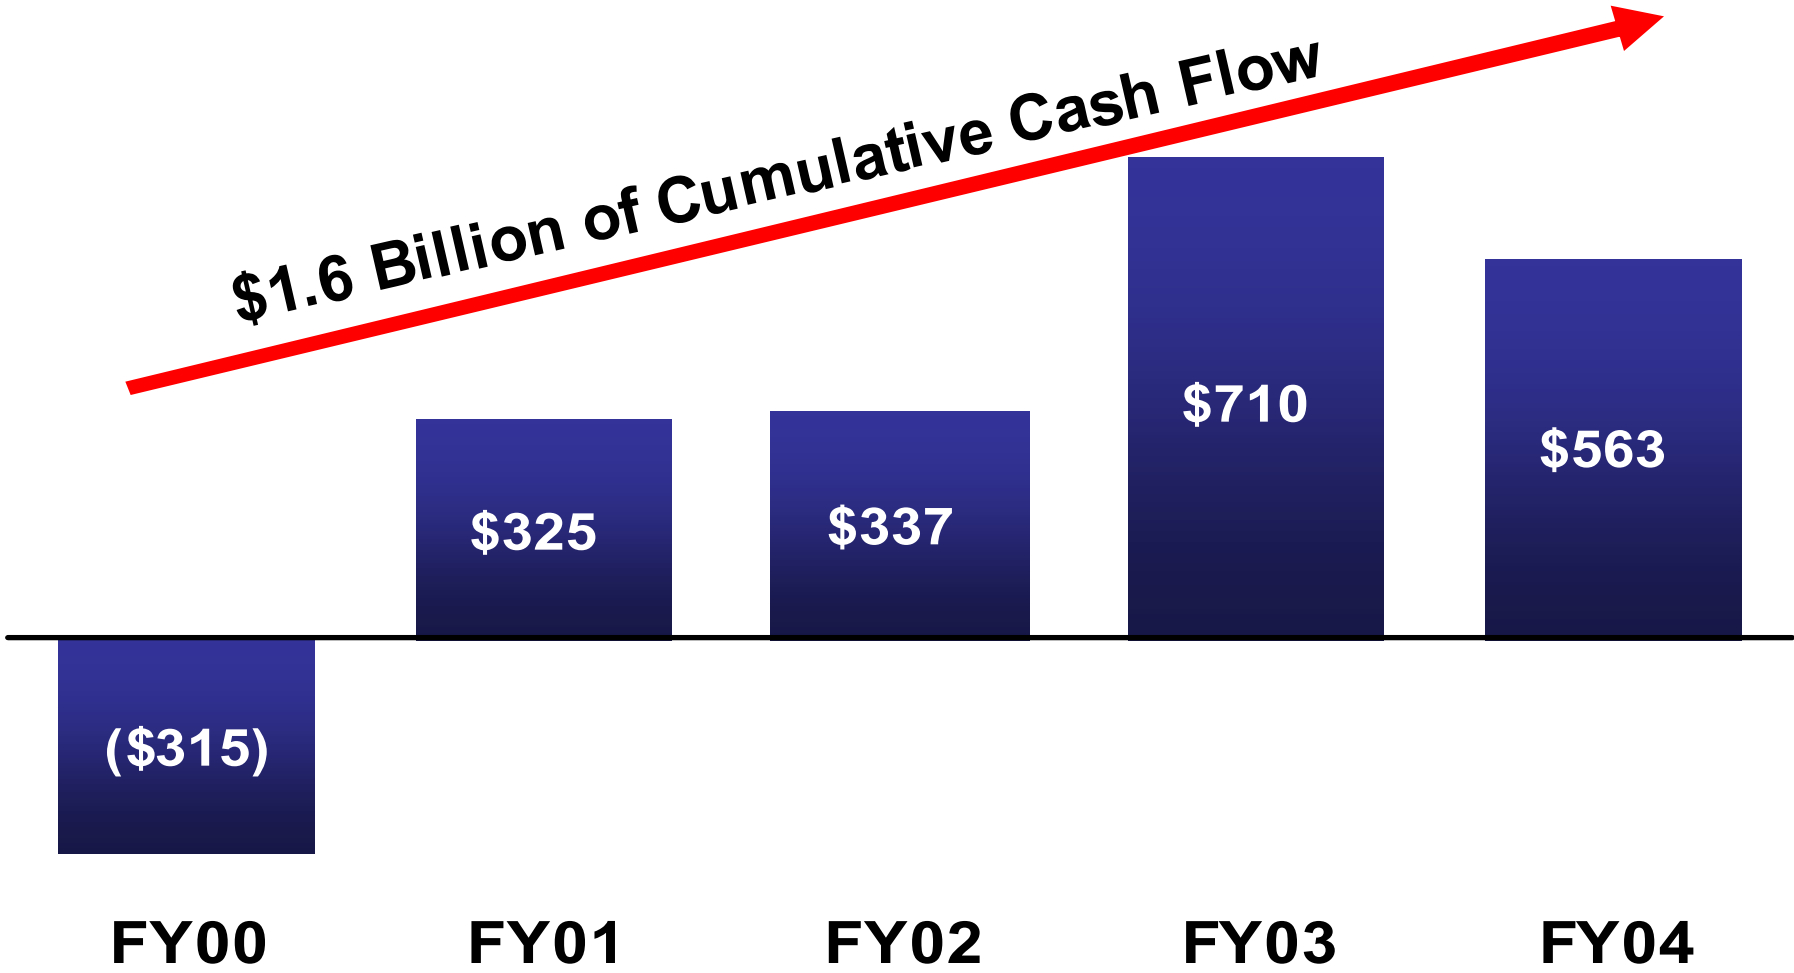 $1.6 Billion of Cumulative Cash Flow
$710
$563
$325
$337
($315)
FY00 FY01 FY02 FY03 FY04